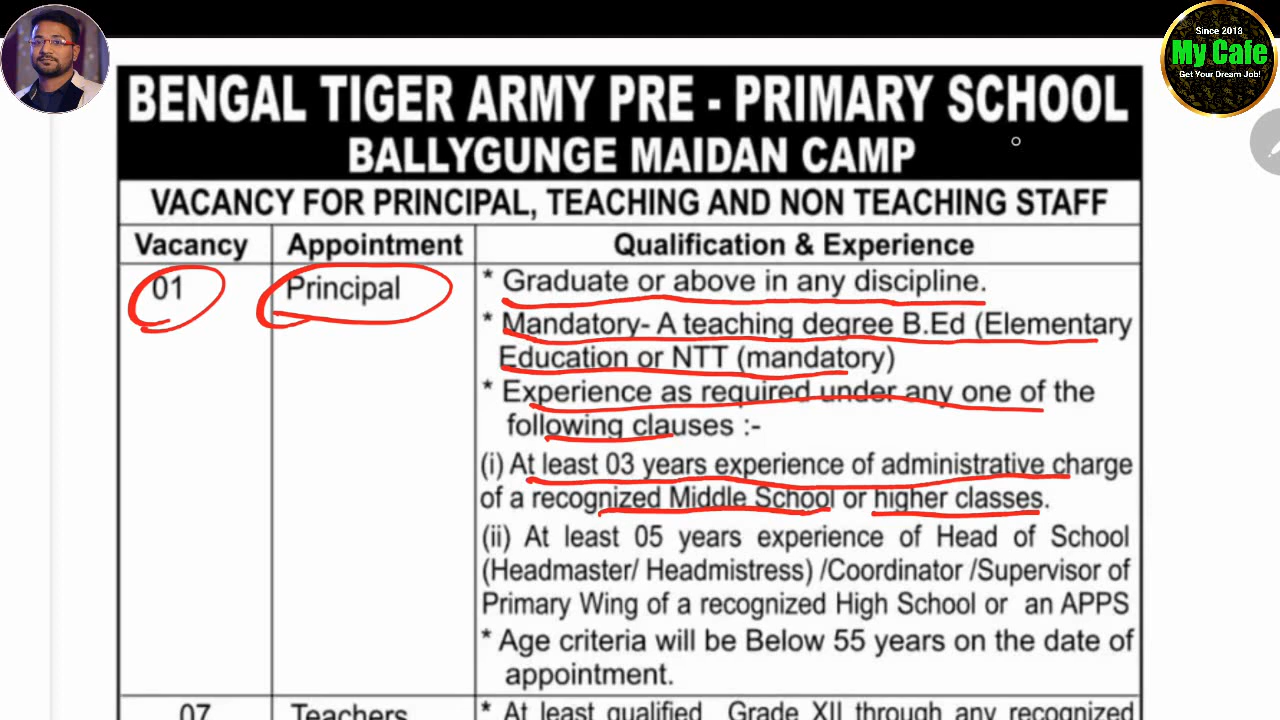 Since 2018
My Cafe
Get Your Dream Job!
BENGAL TIGER ARMY PRE - PRIMARY SCHOOL
BALLYGUNGE MAIDAN CAMP
VACANCY FOR PRINCIPAL, TEACHING AND NON TEACHING STAFF
Vacancy Appointment Qualification & Experience
01 Principal * Graduate or above in any discipline.
* Mandatory- A teaching degree B.Ed (Elementary
Education or NTT (mandatory)
* Experience as required under any one of the
following clauses :-
(i) At least 03 years experience of administrative charge
of a recognized Middle School or higher classes.
(ii) At least 05 years experience of Head of School
(Headmaster/ Headmistress) /Coordinator /Supervisor of
Primary Wing of a recognized High School or an APPS
* Age criteria will be Below 55 years on the date of
appointment.
07 Teachers * At least qualified Grade XII through any recognized